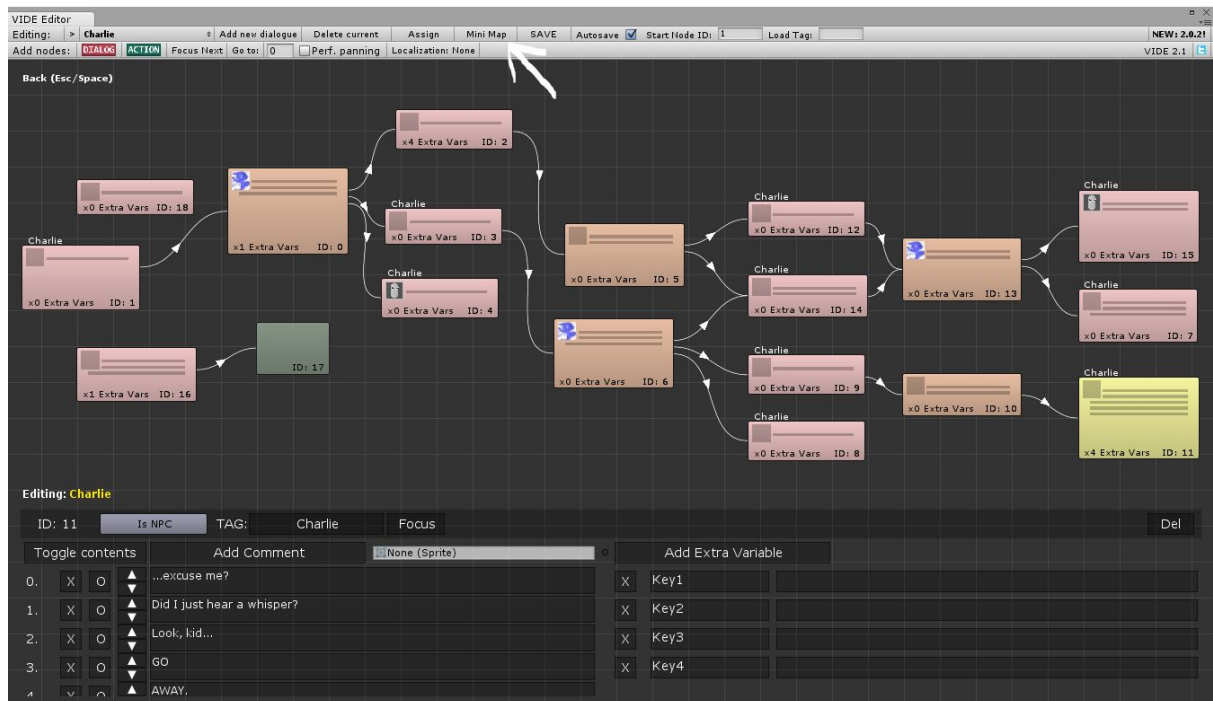 VIDE Editor
Editing: > Charlie Add new dialogue Delete current Assign Mini Map SAVE Autosave Start Node ID: 1 Load Tag: NEW: 2.0.2!
Add nodes: DIALOG ACTION Focus Next Go to: 0 Perf. panning Localization: None VIDE 2.1
Back (Esc/Space)
x4 Extra Vars ID: 2
x0 Extra Vars ID: 18
x1 Extra Vars ID: 0
Charlie
x0 Extra Vars ID: 1
Charlie
x0 Extra Vars ID: 3
Charlie
x0 Extra Vars ID: 4
ID: 17
x1 Extra Vars ID: 16
x0 Extra Vars ID: 5
x0 Extra Vars ID: 6
Charlie
x0 Extra Vars ID: 12
Charlie
x0 Extra Vars ID: 14
Charlie
x0 Extra Vars ID: 9
Charlie
x0 Extra Vars ID: 8
x0 Extra Vars ID: 13
x0 Extra Vars ID: 10
Charlie
x0 Extra Vars ID: 15
Charlie
x0 Extra Vars ID: 7
Charlie
x4 Extra Vars ID: 11
Editing: Charlie
ID: 11 Is NPC TAG: Charlie Focus Del
Toggle contents Add Comment None (Sprite) Add Extra Variable
0. X O ...excuse me? X Key1
1. X O Did I just hear a whisper? X Key2
2. X O Look, kid... X Key3
3. X O GO X Key4
4. X O AWAY.